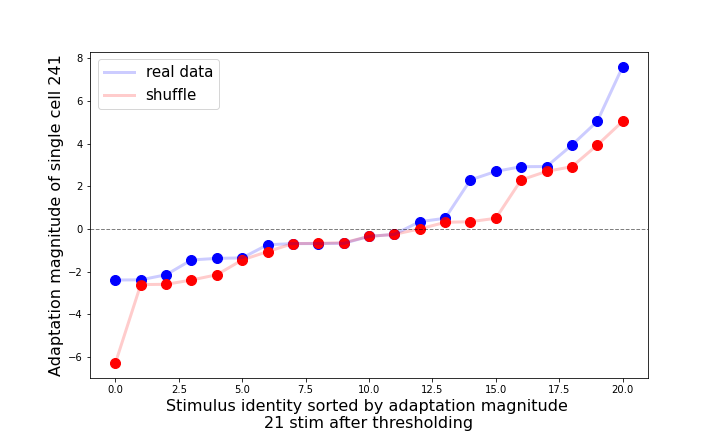 Adaptation magnitude of single cell 241
8
6
4
2
0
−2
−4
−6
real data
shuffle
0.0 2.5 5.0 7.5 10.0 12.5 15.0 17.5 20.0
Stimulus identity sorted by adaptation magnitude
21 stim after thresholding